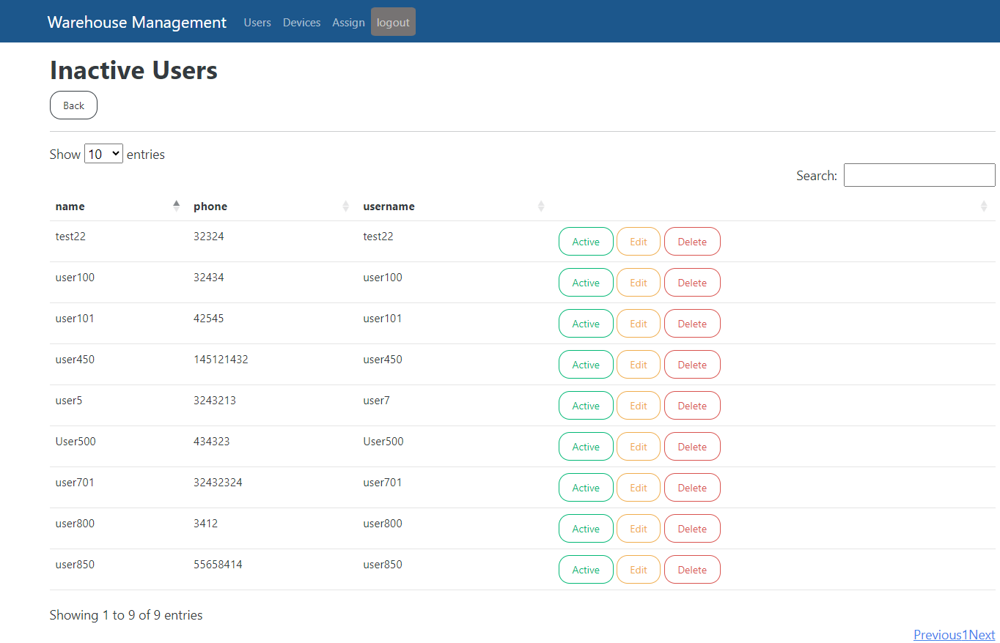 Warehouse Management Users Devices Assign logout
Inactive Users
Back
Show 10 entries
Search:
name phone username
test22 32324 test22 Active Edit Delete
user100 32434 user100 Active Edit Delete
user101 42545 user101 Active Edit Delete
user450 145121432 user450 Active Edit Delete
user5 3243213 user7 Active Edit Delete
User500 434323 User500 Active Edit Delete
user701 32432324 user701 Active Edit Delete
user800 3412 user800 Active Edit Delete
user850 55658414 user850 Active Edit Delete
Showing 1 to 9 of 9 entries
Previous1Next